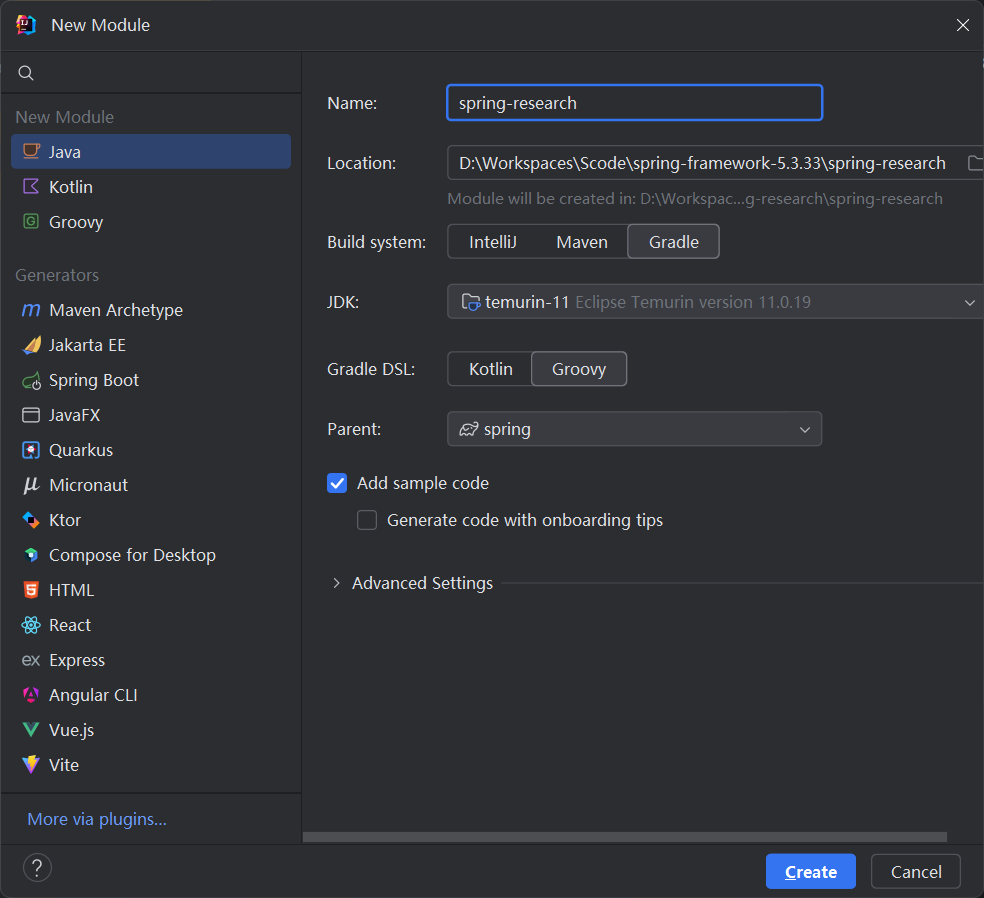 New Module
New Module
Java
Kotlin
Groovy
Generators
Maven Archetype
Jakarta EE
Spring Boot
JavaFX
Quarkus
Micronaut
Ktor
Compose for Desktop
HTML
React
Express
Angular CLI
Vue.js
Vite
More via plugins...
Name: spring-research
Location: D:\Workspaces\Scode\spring-framework-5.3.33\spring-research
Module will be created in: D:\Workspac...g-research\spring-research
Build system: IntelliJ Maven Gradle
JDK: temurin-11 Eclipse Temurin version 11.0.19
Gradle DSL: Kotlin Groovy
Parent: spring
Add sample code
Generate code with onboarding tips
Advanced Settings
? Create Cancel